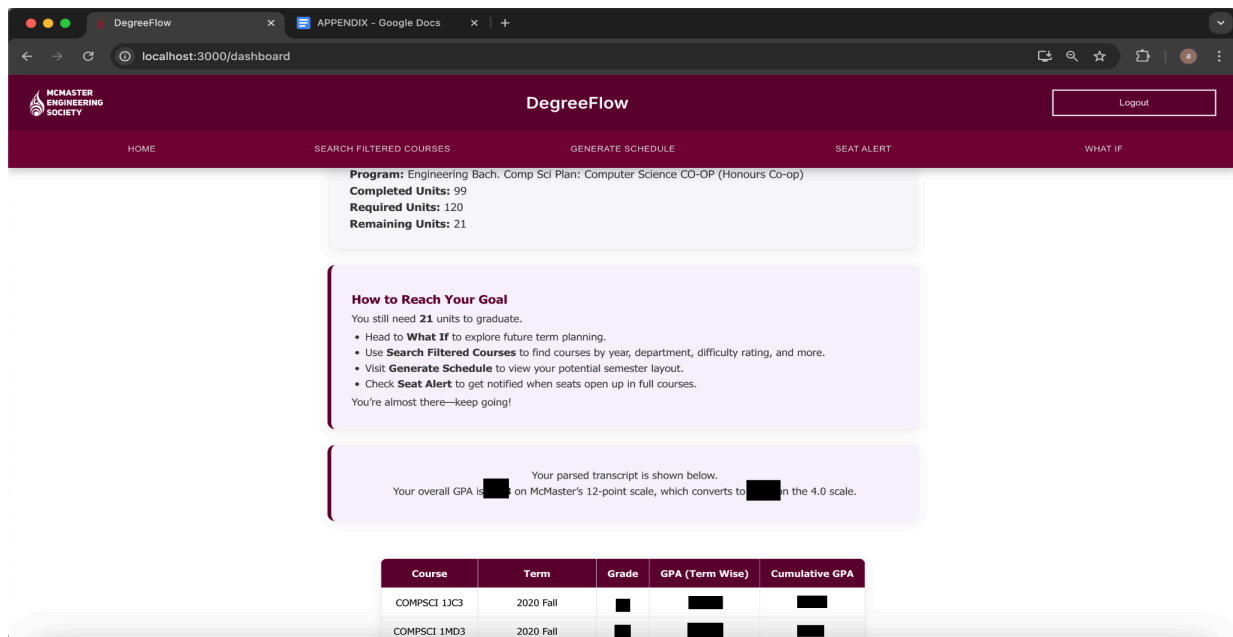 DegreeFlow
APPENDIX - Google Docs
localhost:3000/dashboard
a
MCMASTER
ENGINEERING
SOCIETY
DegreeFlow
Logout
HOME
SEARCH FILTERED COURSES
GENERATE SCHEDULE
SEAT ALERT
WHAT IF
Program: Engineering Bach. Comp Sci Plan: Computer Science CO-OP (Honours Co-op)
Completed Units: 99
Required Units: 120
Remaining Units: 21
How to Reach Your Goal
You still need 21 units to graduate.
• Head to What If to explore future term planning.
• Use Search Filtered Courses to find courses by year, department, difficulty rating, and more.
• Visit Generate Schedule to view your potential semester layout.
• Check Seat Alert to get notified when seats open up in full courses.
You're almost there—keep going!
Your parsed transcript is shown below.
Your overall GPA is on McMaster's 12-point scale, which converts to on the 4.0 scale.
Course Term Grade GPA (Term Wise) Cumulative GPA
COMPSCI 1JC3 2020 Fall
COMPSCI 1MD3 2020 Fall